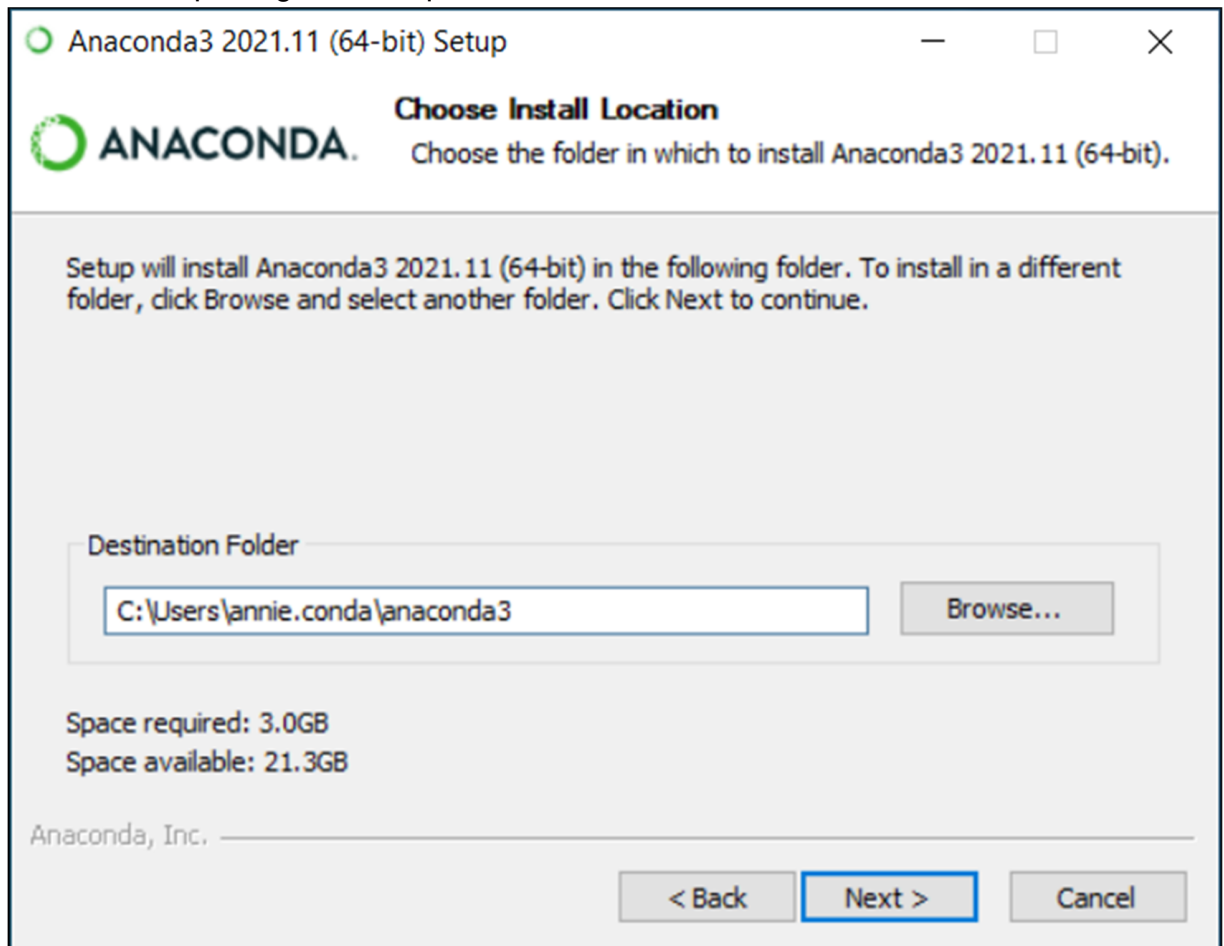 Anaconda3 2021.11 (64-bit) Setup
ANACONDA.
Choose Install Location
Choose the folder in which to install Anaconda3 2021.11 (64-bit).
Setup will install Anaconda3 2021.11 (64-bit) in the following folder. To install in a different
folder, click Browse and select another folder. Click Next to continue.
Destination Folder
C:\Users\annie.conda\anaconda3
Browse...
Space required: 3.0GB
Space available: 21.3GB
Anaconda, Inc.
< Back
Next >
Cancel